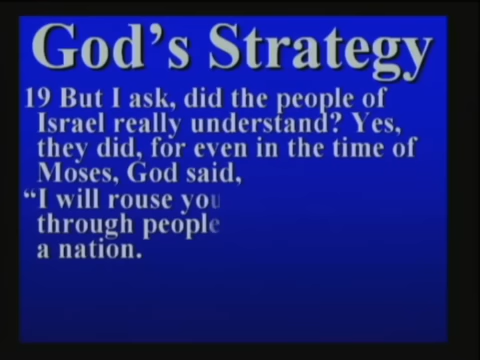 God's Strategy
19 But I ask, did the people of
Israel really understand? Yes,
they did, for even in the time of
Moses, God said,
“I will rouse you
through people
a nation.